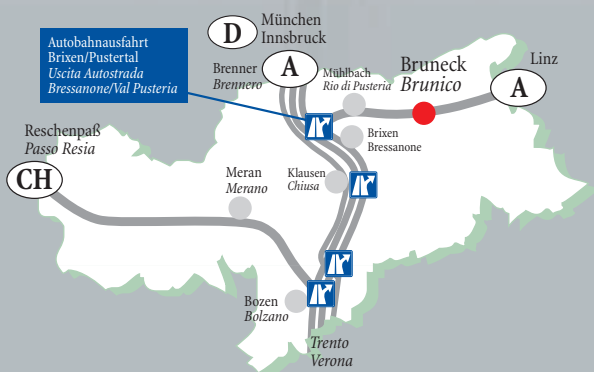 D
München
Innsbruck
Autobahnausfahrt
Brixen/Pustertal
Uscita Autostrada
Bressanone/Val Pusteria
Brenner
Brennero
A
Mühlbach
Rio di Pusteria
Bruneck
Brunico
Linz
A
Reschenpaß
Passo Resia
CH
Brixen
Bressanone
Meran
Merano
Klausen
Chiusa
Bozen
Bolzano
Trento
Verona